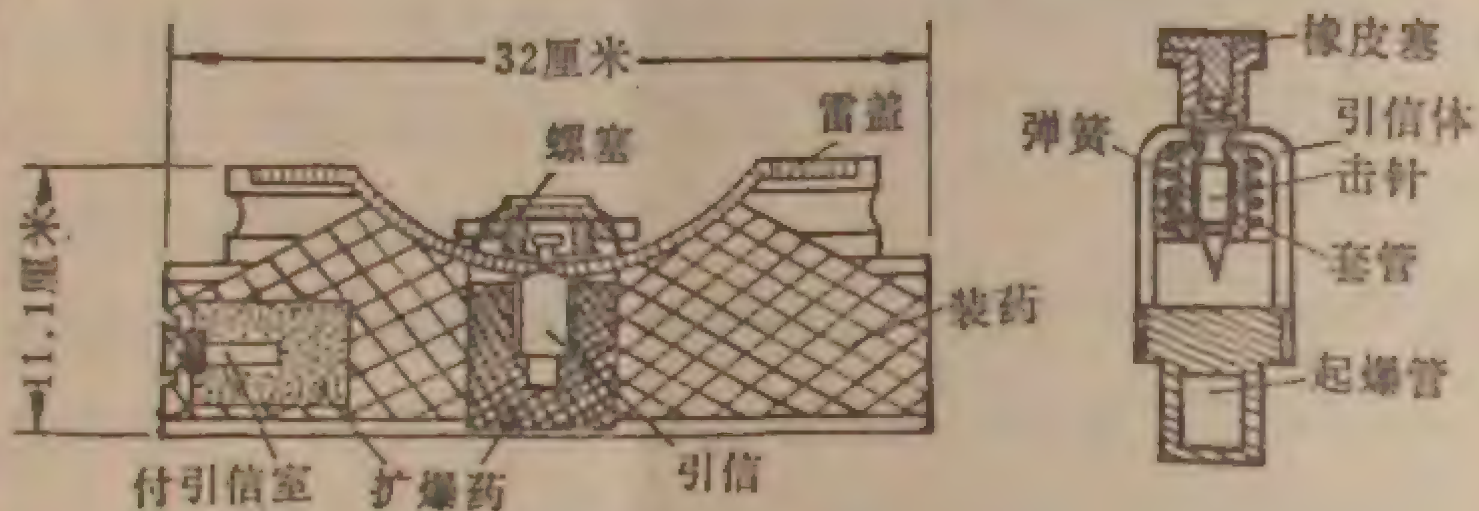 32厘米
雷盖
螺塞
11.1厘米
装药
付引信室
扩爆药
引信
橡皮塞
弹簧
引信体
击针
套管
起爆管